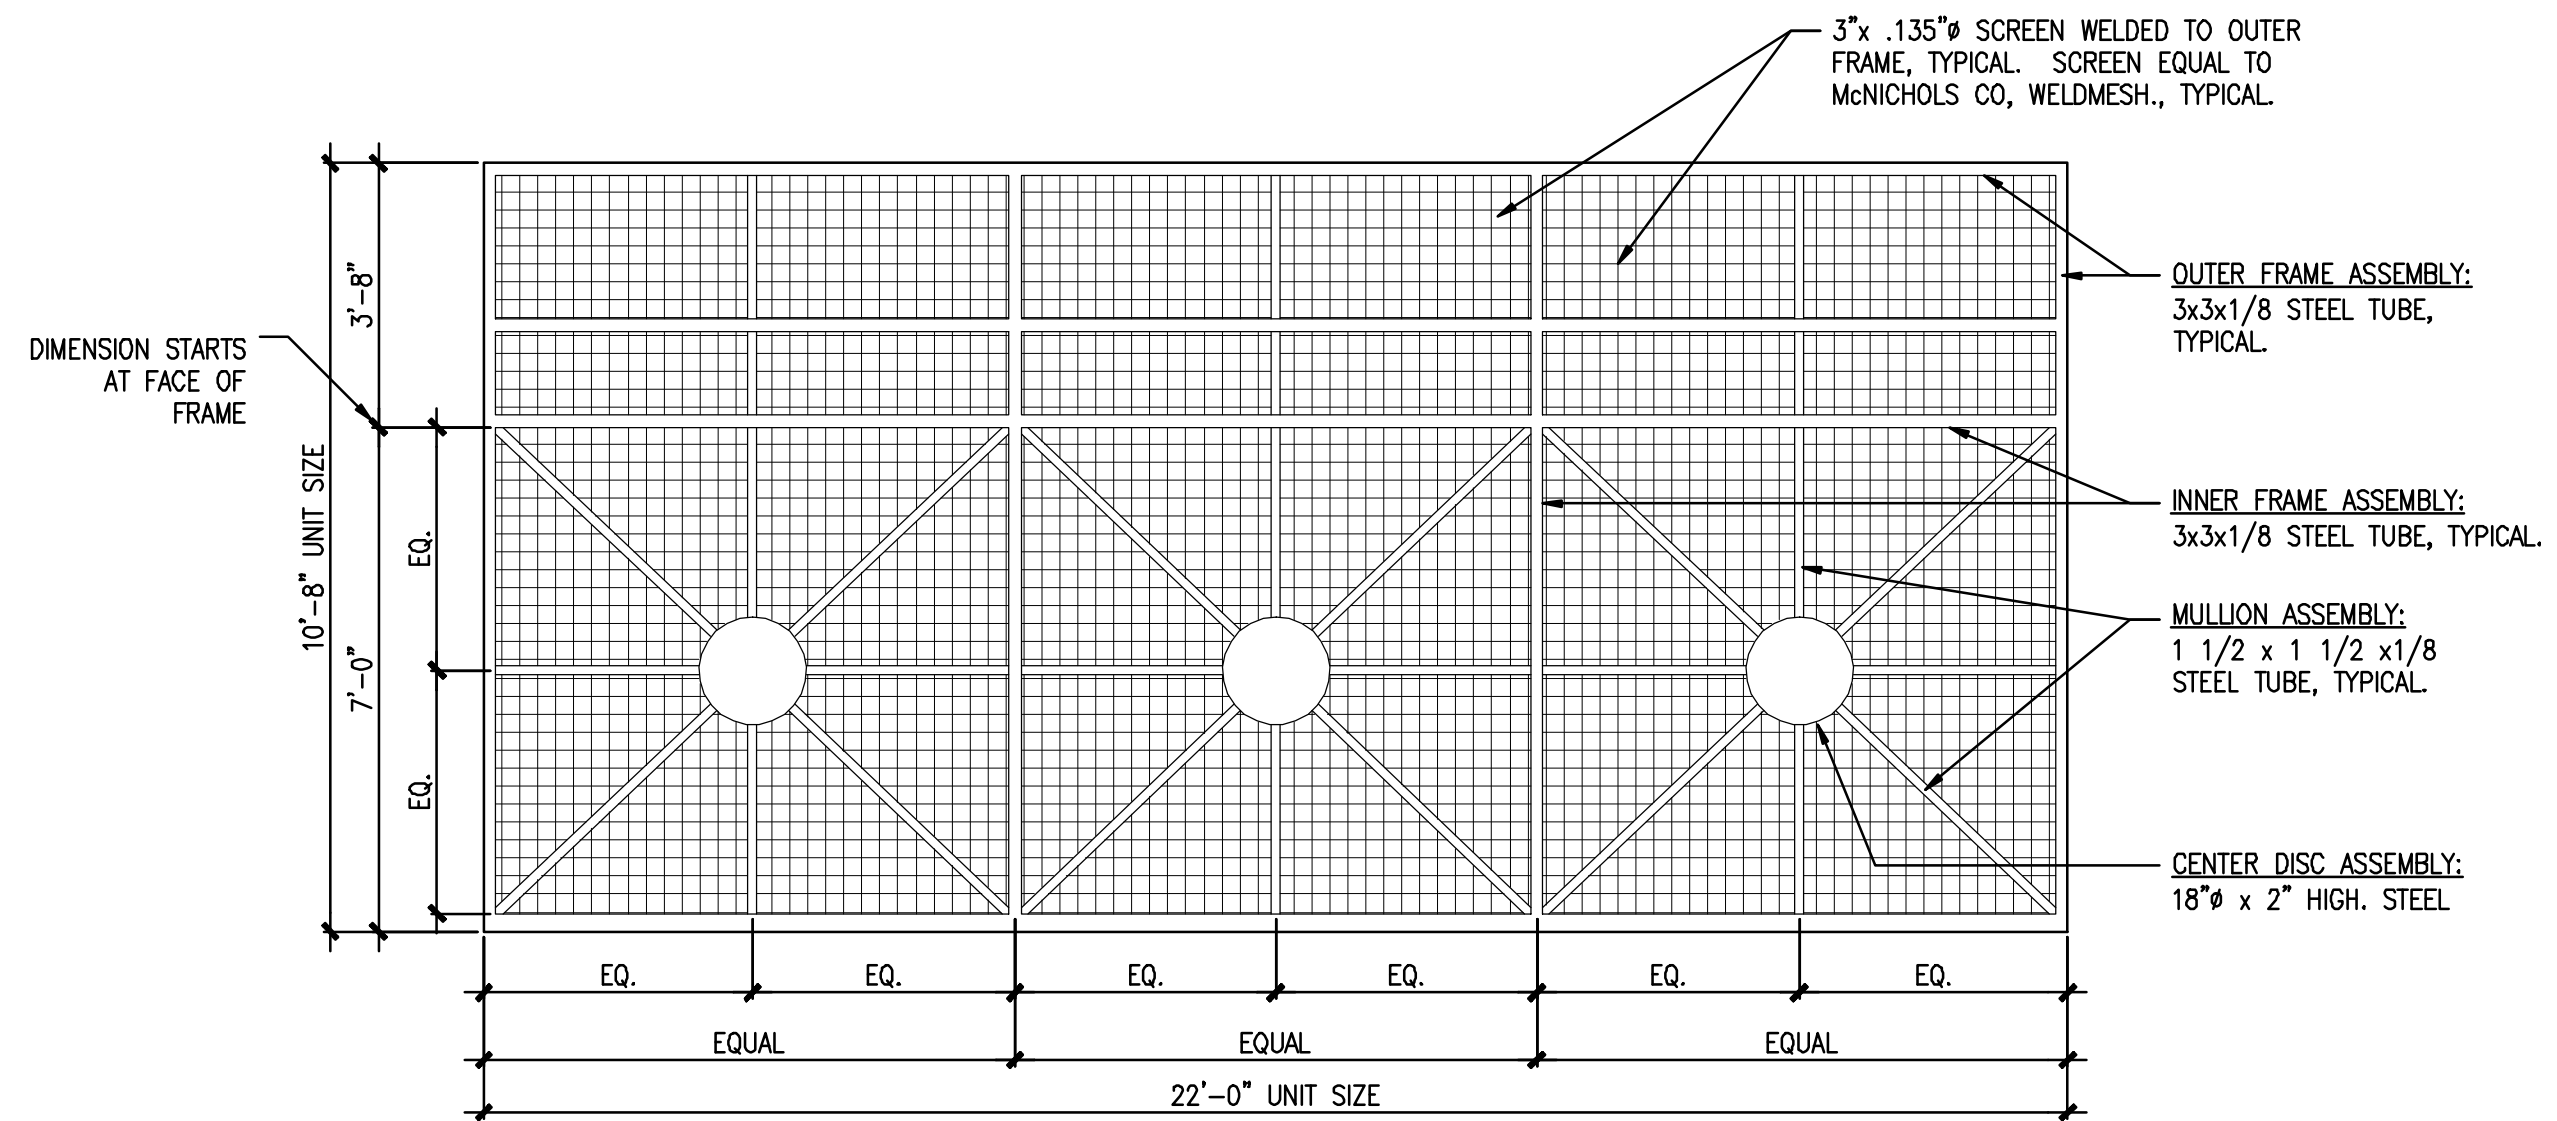 3"x .135"ø SCREEN WELDED TO OUTER
FRAME, TYPICAL. SCREEN EQUAL TO
McNICHOLS CO, WELDMESH., TYPICAL.
OUTER FRAME ASSEMBLY:
3x3x1/8 STEEL TUBE,
TYPICAL.
3'-8"
DIMENSION STARTS
AT FACE OF
FRAME
10'-8" UNIT SIZE
7'-0"
EQ.
EQ.
INNER FRAME ASSEMBLY:
3x3x1/8 STEEL TUBE, TYPICAL.
MULLION ASSEMBLY:
1 1/2 x 1 1/2 x1/8
STEEL TUBE, TYPICAL.
CENTER DISC ASSEMBLY:
18"ø x 2" HIGH. STEEL
EQ. EQ. EQ. EQ. EQ. EQ.
EQUAL EQUAL EQUAL
22'-0" UNIT SIZE